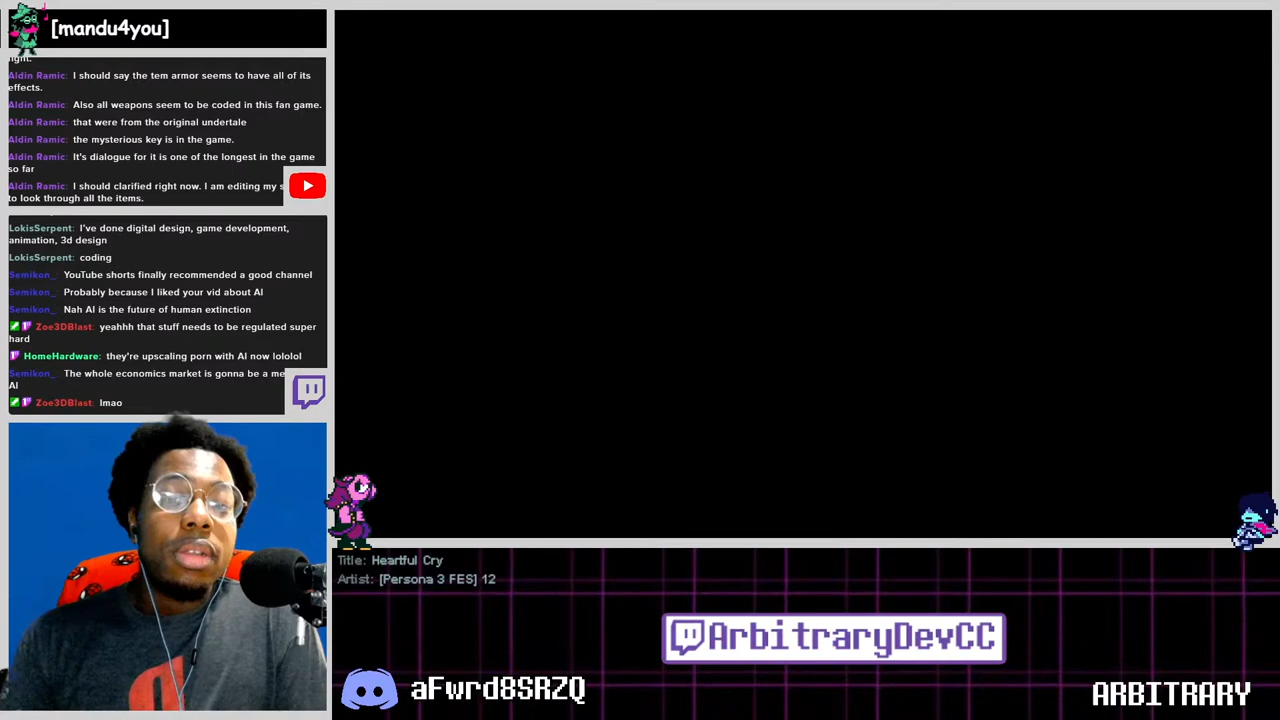 [mandu4you]
Aldin Ramic: I should say the tem armor seems to have all of its
effects.
Aldin Ramic: Also all weapons seem to be coded in this fan game.
Aldin Ramic: that were from the original undertale
Aldin Ramic: the mysterious key is in the game.
Aldin Ramic: It's dialogue for it is one of the longest in the game
so far
Aldin Ramic: I should clarified right now. I am editing my
to look through all the items.
LokisSerpent: I've done digital design, game development,
animation, 3d design
LokisSerpent: coding
Semikon_: YouTube shorts finally recommended a good channel
Semikon_: Probably because I liked your vid about AI
Semikon_: Nah AI is the future of human extinction
Zoe3DBlast: yeahhh that stuff needs to be regulated super
hard
HomeHardware: they're upscaling porn with AI now lololol
Semikon_: The whole economics market is gonna be a
AI
Zoe3DBlast: lmao
Title: Heartful Cry
Artist: [Persona 3 FES] 12
ArbitraryDevCC
aFwrd8SRZQ
ARBITRARY